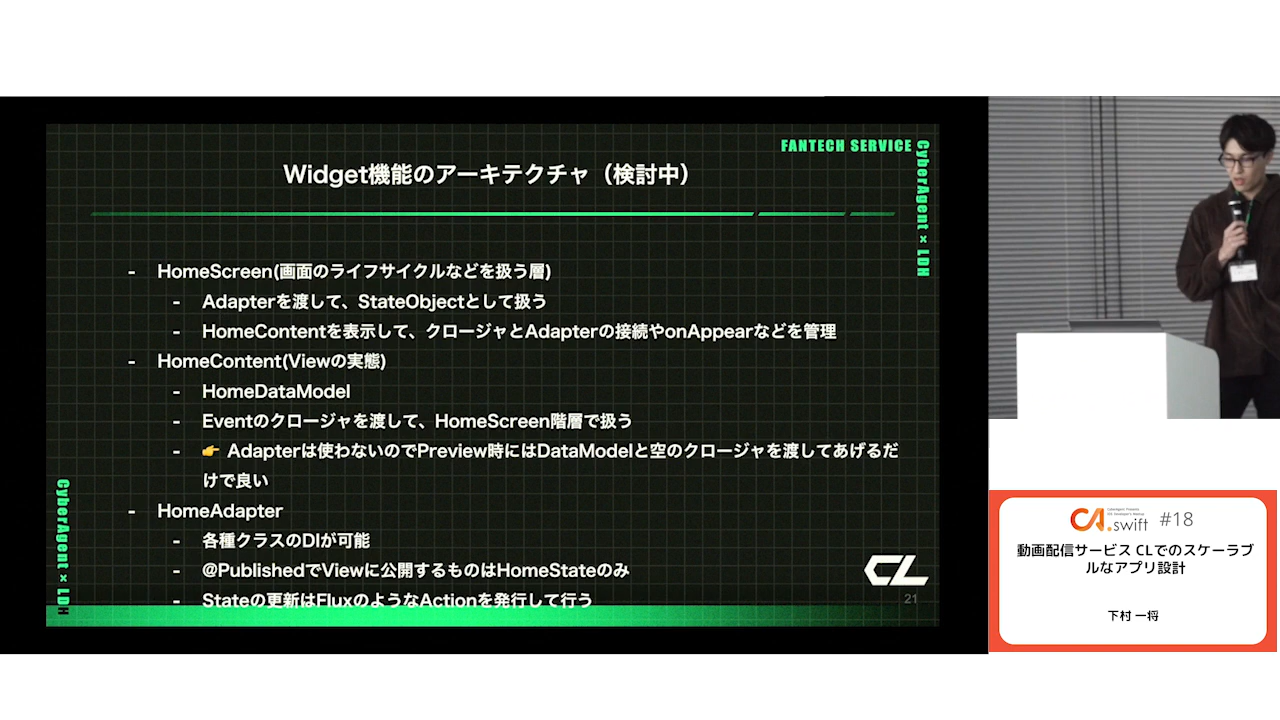 FANTECH SERVICE
CyberAgent × LDH
Widget機能のアーキテクチャ（検討中）
- HomeScreen(画面のライフサイクルなどを扱う層)
- Adapterを渡して、StateObjectとして扱う
- HomeContentを表示して、クロージャとAdapterの接続やonAppearなどを管理
- HomeContent(Viewの実態)
- HomeDataModel
- Eventのクロージャを渡して、HomeScreen階層で扱う
- 👉 Adapterは使わないのでPreview時にはDataModelと空のクロージャを渡してあげるだ
けで良い
- HomeAdapter
- 各種クラスのDIが可能
- @PublishedでViewに公開するものはHomeStateのみ
- Stateの更新はFluxのようなActionを発行して行う
CyberAgent × LDH
CL
21
CA.swift #18
動画配信サービス CLでのスケーラブ
ルなアプリ設計
下村 一将